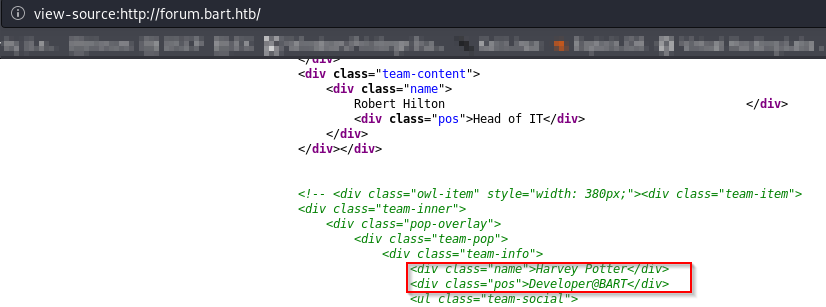 view-source:http://forum.bart.htb/
</div>
<div class="team-content">
<div class="name">
Robert Hilton </div>
<div class="pos">Head of IT</div>
</div>
</div></div>
<!-- <div class="owl-item" style="width: 380px;"><div class="team-item">
<div class="team-inner">
<div class="pop-overlay">
<div class="team-pop">
<div class="team-info">
<div class="name">Harvey Potter</div>
<div class="pos">Developer@BART</div>
<ul class="team-social">